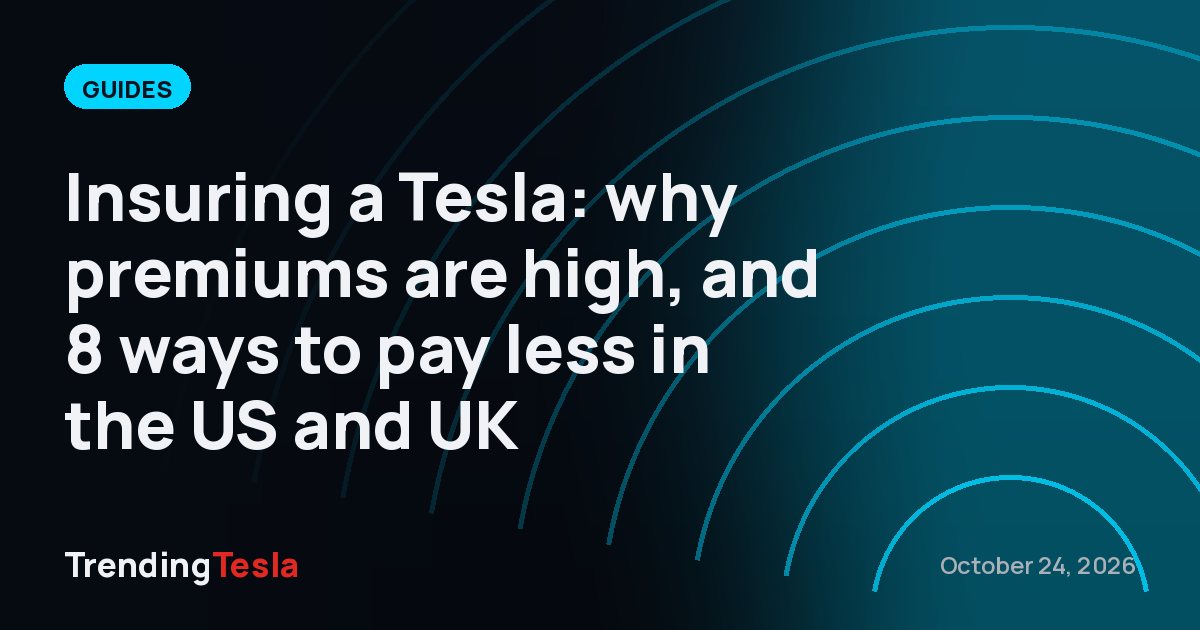 GUIDES
Insuring a Tesla: why
premiums are high, and
8 ways to pay less in
the US and UK
TrendingTesla
October 24, 2026